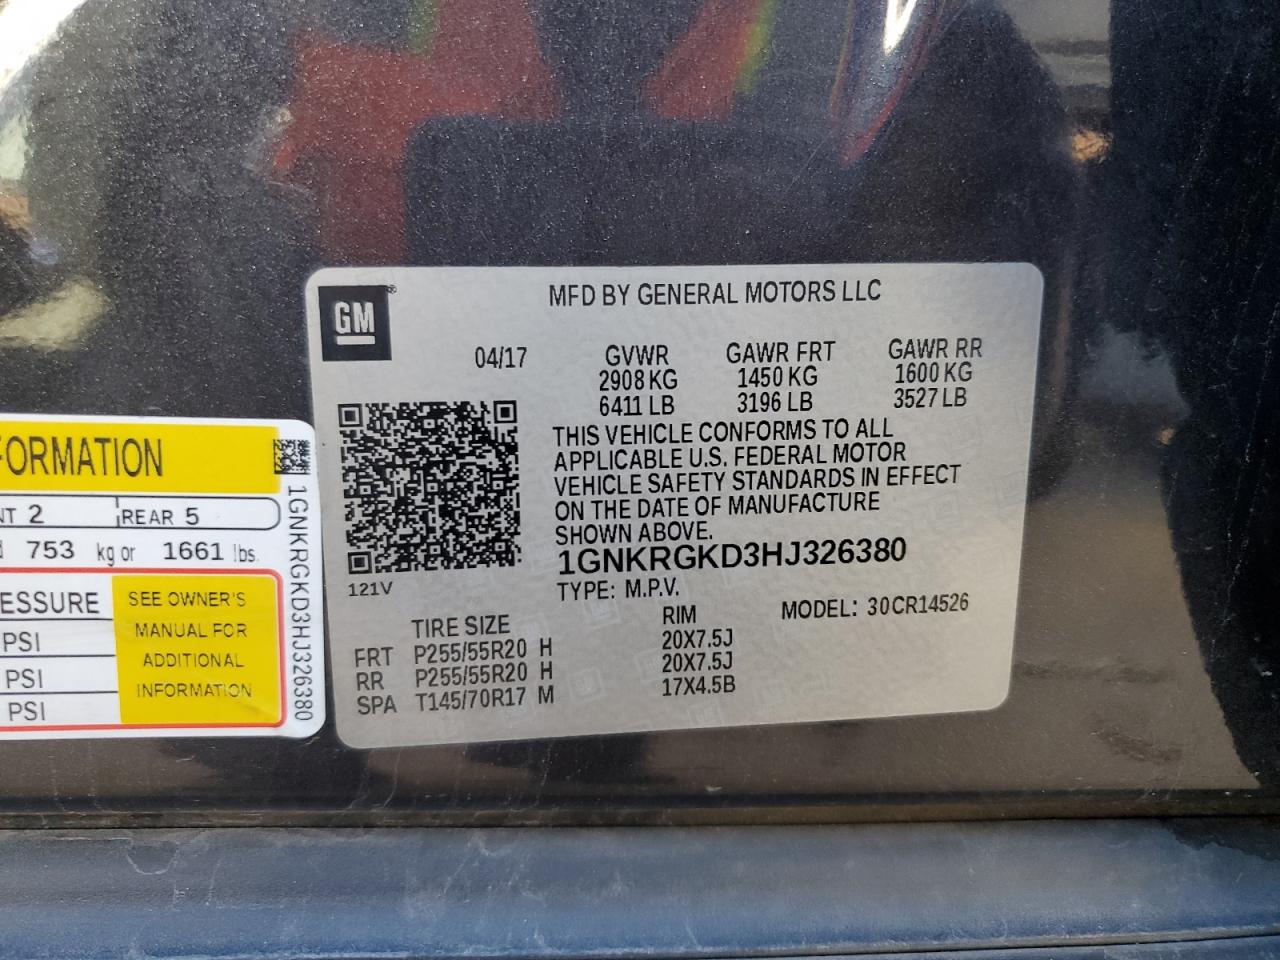 GM®
MFD BY GENERAL MOTORS LLC
04/17
GVWR GAWR FRT GAWR RR
2908 KG 1450 KG 1600 KG
6411 LB 3196 LB 3527 LB
THIS VEHICLE CONFORMS TO ALL
APPLICABLE U.S. FEDERAL MOTOR
VEHICLE SAFETY STANDARDS IN EFFECT
ON THE DATE OF MANUFACTURE
SHOWN ABOVE.
1GNKRGKD3HJ326380
121V
TYPE: M.P.V.
MODEL: 30CR14526
TIRE SIZE RIM
FRT P255/55R20 H 20X7.5J
RR P255/55R20 H 20X7.5J
SPA T145/70R17 M 17X4.5B
FORMATION
NT 2 REAR 5
753 kg or 1661 lbs.
ESSURE
PSI
PSI
PSI
SEE OWNER'S
MANUAL FOR
ADDITIONAL
INFORMATION
1GNKRGKD3HJ326380